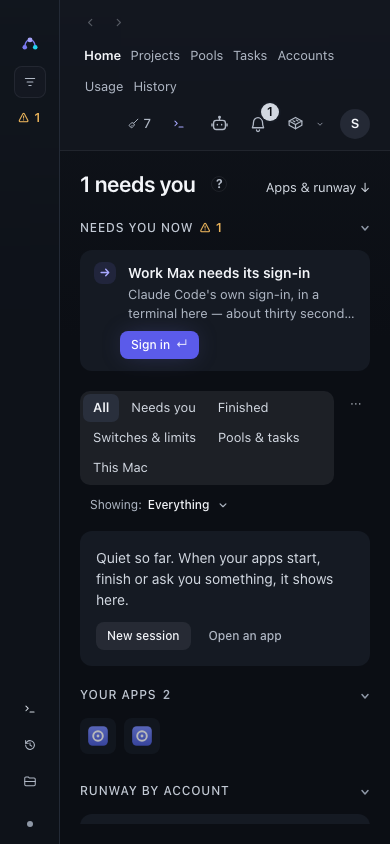 Home Projects Pools Tasks Accounts
Usage History
1
7
1
S
1 needs you ? Apps & runway ↓
NEEDS YOU NOW 1
Work Max needs its sign-in
Claude Code's own sign-in, in a
terminal here — about thirty second...
Sign in
All Needs you Finished
Switches & limits Pools & tasks
This Mac
Showing: Everything
Quiet so far. When your apps start,
finish or ask you something, it shows
here.
New session Open an app
YOUR APPS 2
RUNWAY BY ACCOUNT